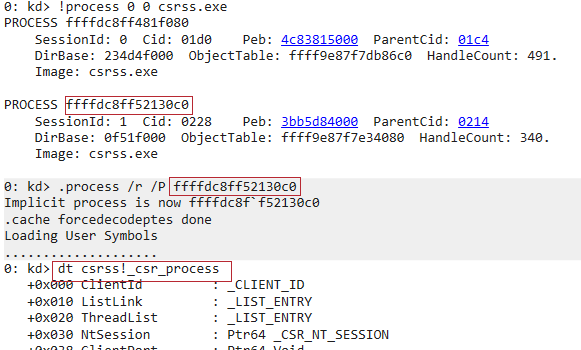 0: kd> !process 0 0 csrss.exe
PROCESS ffffdc8ff481f080
SessionId: 0 Cid: 01d0 Peb: 4c83815000 ParentCid: 01c4
DirBase: 234d4f000 ObjectTable: ffff9e87f7db86c0 HandleCount: 491.
Image: csrss.exe
PROCESS ffffdc8ff52130c0
SessionId: 1 Cid: 0228 Peb: 3bb5d84000 ParentCid: 0214
DirBase: 0f51f000 ObjectTable: ffff9e87f7e34080 HandleCount: 340.
Image: csrss.exe
0: kd> .process /r /P ffffdc8ff52130c0
Implicit process is now ffffdc8f`f52130c0
.cache forcedecodeptes done
Loading User Symbols
....................
0: kd> dt csrss!_csr_process
+0x000 ClientId : _CLIENT_ID
+0x010 ListLink : _LIST_ENTRY
+0x020 ThreadList : _LIST_ENTRY
+0x030 NtSession : Ptr64 _CSR_NT_SESSION
+0x038 ClientPort : Ptr64 Void